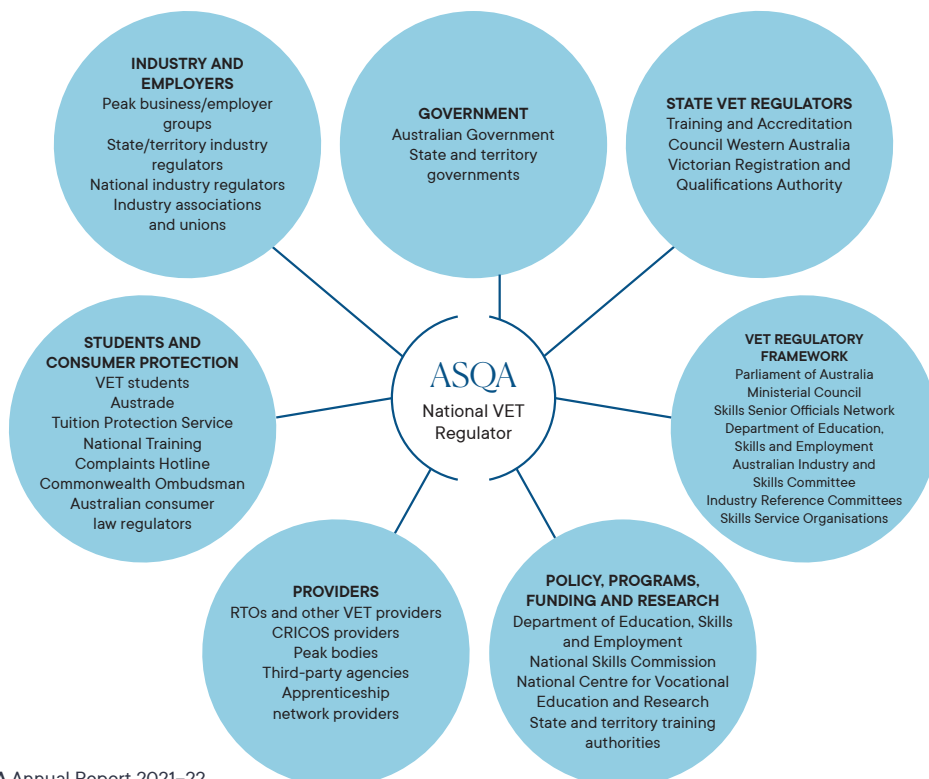 INDUSTRY AND
EMPLOYERS
Peak business/employer
groups
State/territory industry
regulators
National industry regulators
Industry associations
and unions
GOVERNMENT
Australian Government
State and territory
governments
STATE VET REGULATORS
Training and Accreditation
Council Western Australia
Victorian Registration and
Qualifications Authority
STUDENTS AND
CONSUMER PROTECTION
VET students
Austrade
Tuition Protection Service
National Training
Complaints Hotline
Commonwealth Ombudsman
Australian consumer
law regulators
ASQA
National VET
Regulator
VET REGULATORY
FRAMEWORK
Parliament of Australia
Ministerial Council
Skills Senior Officials Network
Department of Education,
Skills and Employment
Australian Industry and
Skills Committee
Industry Reference Committees
Skills Service Organisations
PROVIDERS
RTOs and other VET providers
CRICOS providers
Peak bodies
Third-party agencies
Apprenticeship
network providers
POLICY, PROGRAMS,
FUNDING AND RESEARCH
Department of Education, Skills
and Employment
National Skills Commission
National Centre for Vocational
Education and Research
State and territory training
authorities
A Annual Report 2021–22